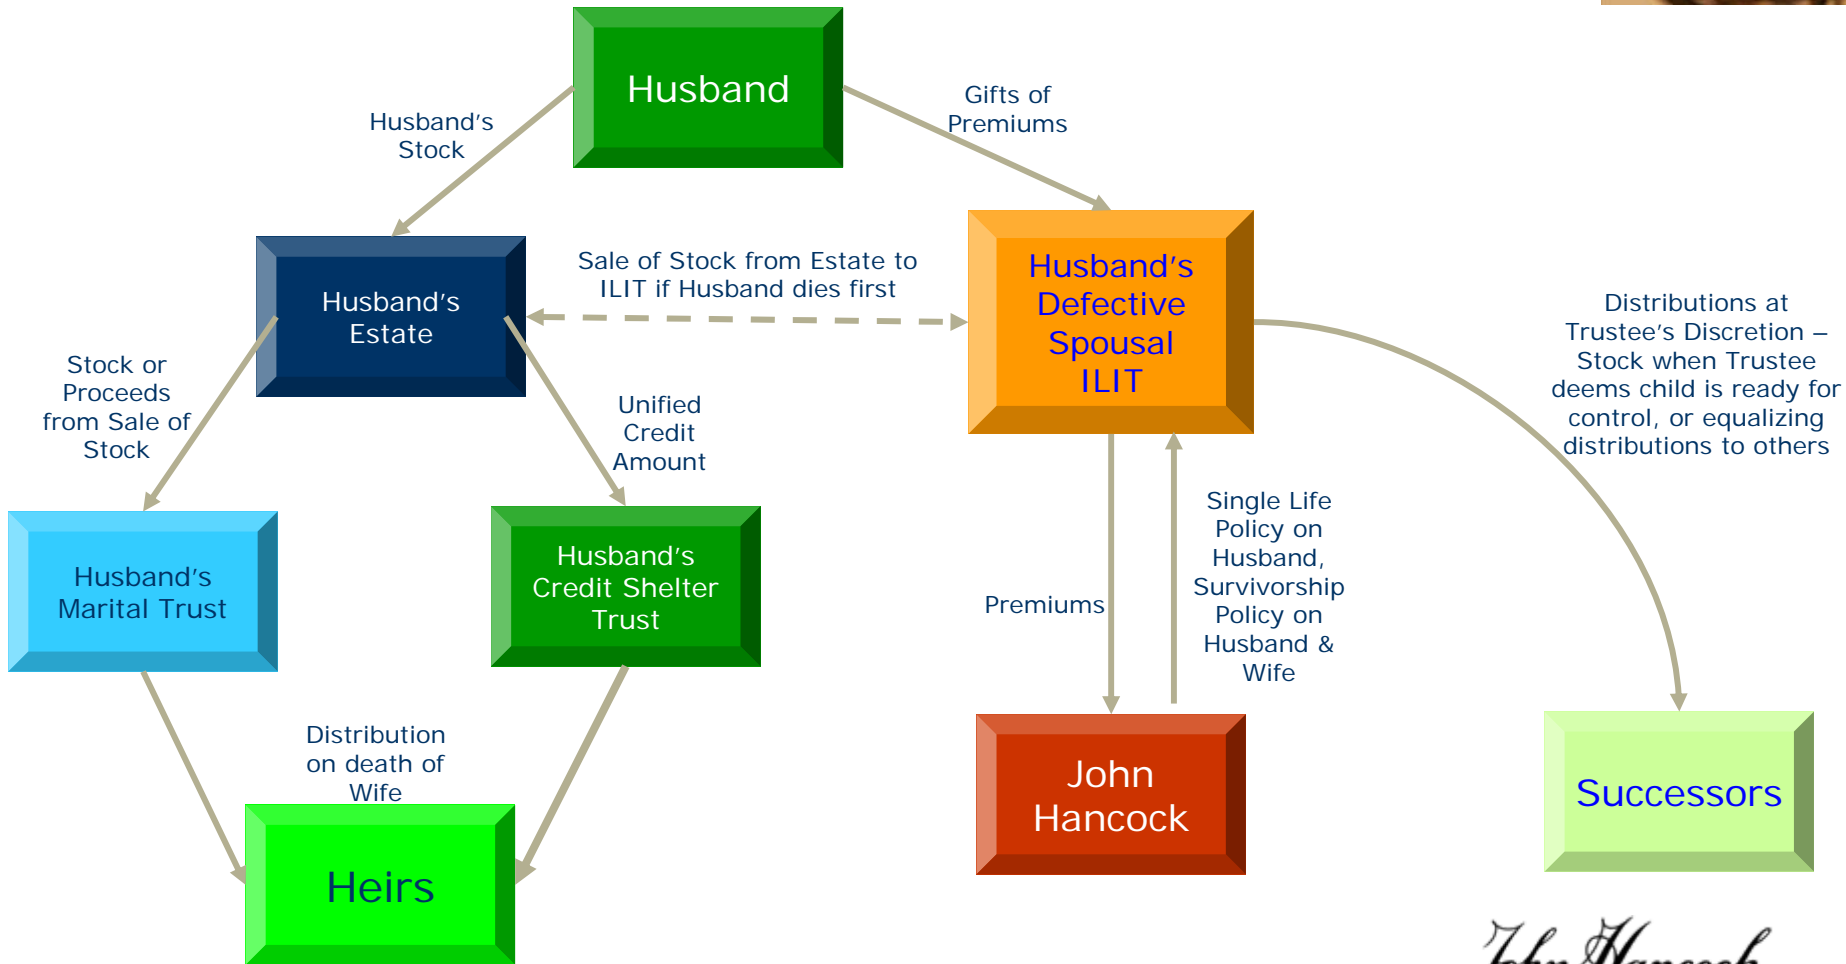 Husband
Husband's
Stock
Gifts of
Premiums
Husband's
Estate
Sale of Stock from Estate to
ILIT if Husband dies first
Husband's
Defective
Spousal
ILIT
Distributions at
Trustee's Discretion –
Stock when Trustee
deems child is ready for
control, or equalizing
distributions to others
Stock or
Proceeds
from Sale of
Stock
Unified
Credit
Amount
Husband's
Marital Trust
Husband's
Credit Shelter
Trust
Premiums
Single Life
Policy on
Husband,
Survivorship
Policy on
Husband &
Wife
Distribution
on death of
Wife
Heirs
John
Hancock
Successors
John Hancock